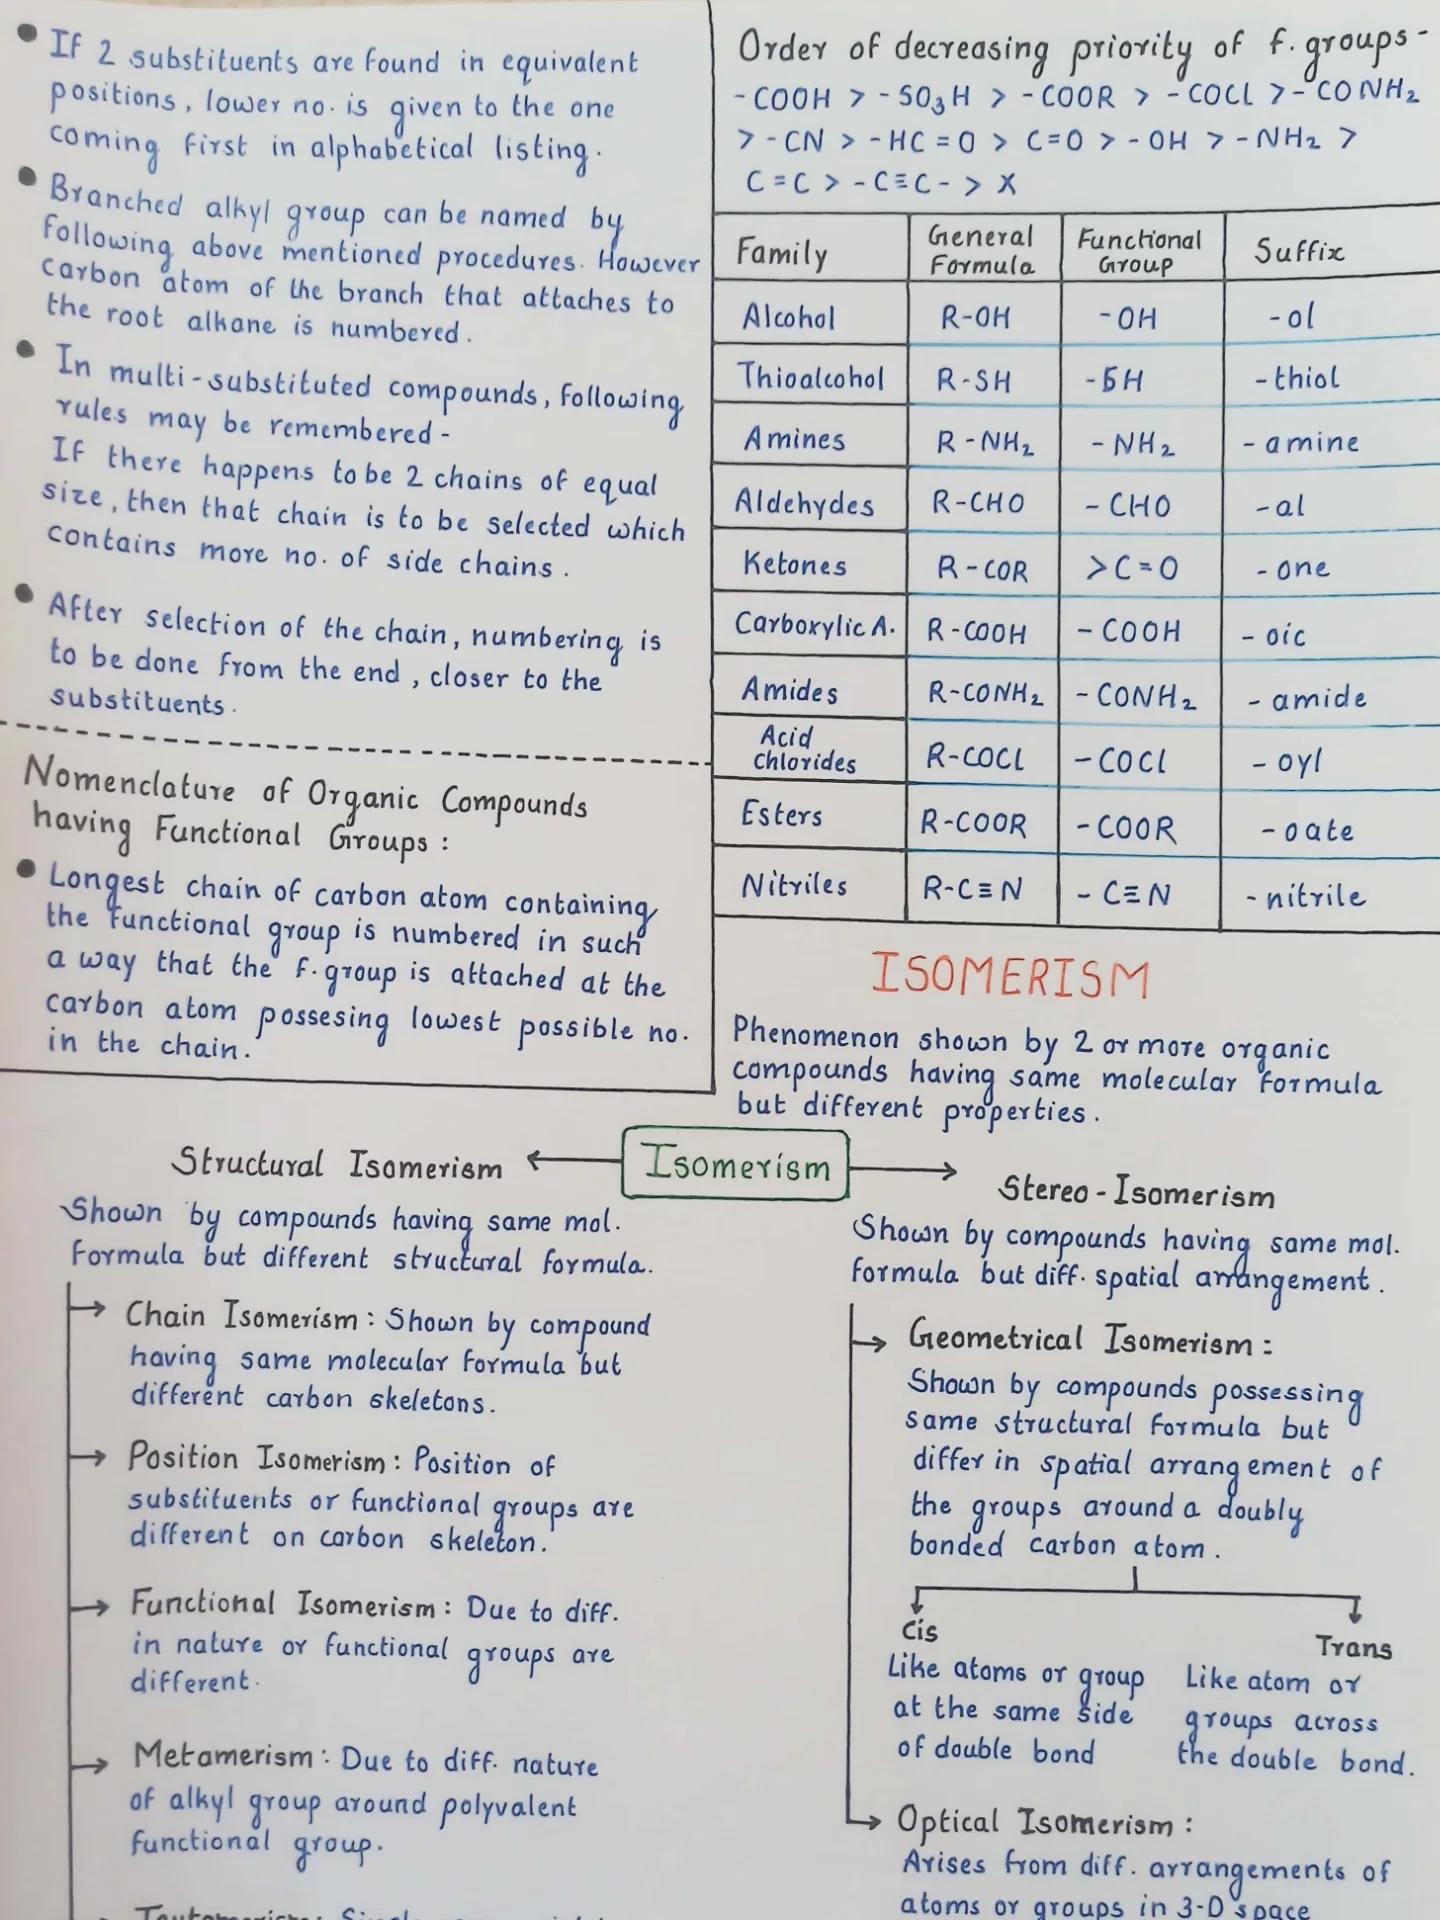 • If 2 substituents are found in equivalent
positions, lower no. is given to the one
coming first in alphabetical listing.
• Branched alkyl group can be named by
following above mentioned procedures. However
carbon atom of the branch that attaches to
the root alkane is numbered.
• In multi-substituted compounds, following
rules may be remembered -
If there happens to be 2 chains of equal
size, then that chain is to be selected which
contains more no. of side chains.
• After selection of the chain, numbering is
to be done from the end, closer to the
substituents.
Nomenclature of Organic Compounds
having Functional Groups:
• Longest chain of carbon atom containing
the functional group is numbered in such
a way that the f.group is attached at the
carbon atom possesing lowest possible no.
in the chain.
Order of decreasing priority of f. groups-
-COOH > -SO₃H > -COOR > -COCl > -CONH₂
> -CN > -HC=O > C=O > -OH > -NH₂ >
C=C > -C≡C- > X
Family General Formula Functional Group Suffix
Alcohol R-OH -OH -ol
Thioalcohol R-SH -SH -thiol
Amines R-NH₂ -NH₂ -amine
Aldehydes R-CHO -CHO -al
Ketones R-COR >C=O -one
Carboxylic A. R-COOH -COOH -oic
Amides R-CONH₂ -CONH₂ -amide
Acid chlorides R-COCl -COCl -oyl
Esters R-COOR -COOR -oate
Nitriles R-C≡N -C≡N -nitrile
ISOMERISM
Phenomenon shown by 2 or more organic
compounds having same molecular formula
but different properties.
Isomerism
Structural Isomerism
Shown by compounds having same mol.
formula but different structural formula.
Chain Isomerism: Shown by compound
having same molecular formula but
different carbon skeletons.
Position Isomerism: Position of
substituents or functional groups are
different on carbon skeleton.
Functional Isomerism: Due to diff.
in nature or functional groups are
different.
Metamerism: Due to diff. nature
of alkyl group around polyvalent
functional group.
Stereo-Isomerism
Shown by compounds having same mol.
formula but diff. spatial arrangement.
Geometrical Isomerism:
Shown by compounds possessing
same structural formula but
differ in spatial arrangement of
the groups around a doubly
bonded carbon atom.
Cis
Like atoms or group
at the same side
of double bond
Trans
Like atom or
groups across
the double bond.
Optical Isomerism:
Arises from diff. arrangements of
atoms or groups in 3-D space